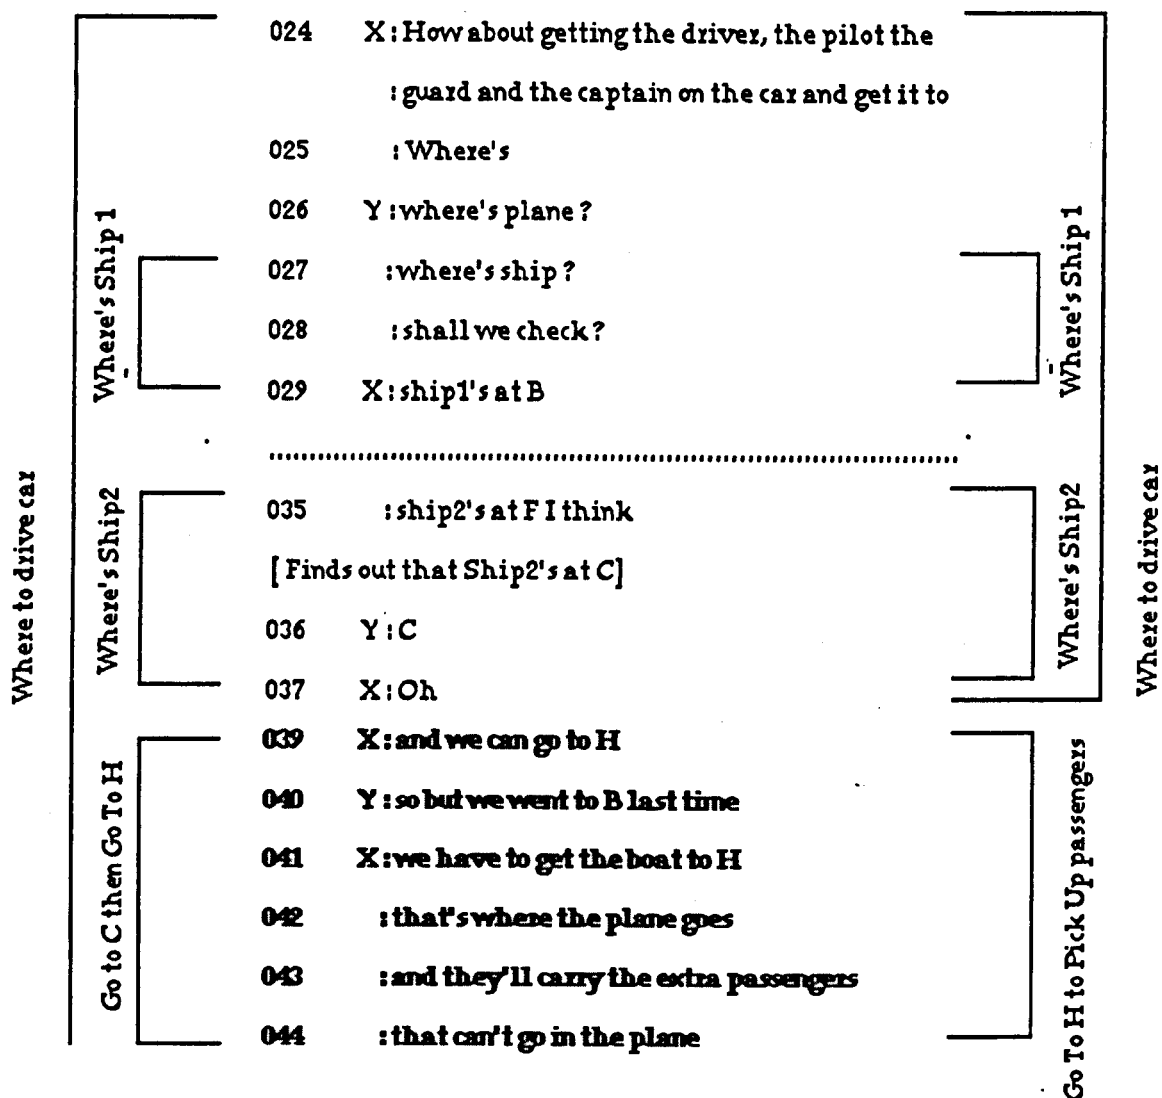 024 X:How about getting the driver, the pilot the
:guard and the captain on the car and get it to
025 :Where's
026 Y:where's plane?
027 :where's ship?
028 :shall we check?
029 X:ship1's at B
035 :ship2's at F I think
[Finds out that Ship2's at C]
036 Y:C
037 X:Oh
039 X:and we can go to H
040 Y:so but we went to B last time
041 X:we have to get the boat to H
042 :that's where the plane goes
043 :and they'll carry the extra passengers
044 :that can't go in the plane
Where to drive car
Where's Ship1
Where's Ship2
Go to C then Go To H
Where's Ship1
Where's Ship2
Go To H to Pick Up passengers
Where to drive car